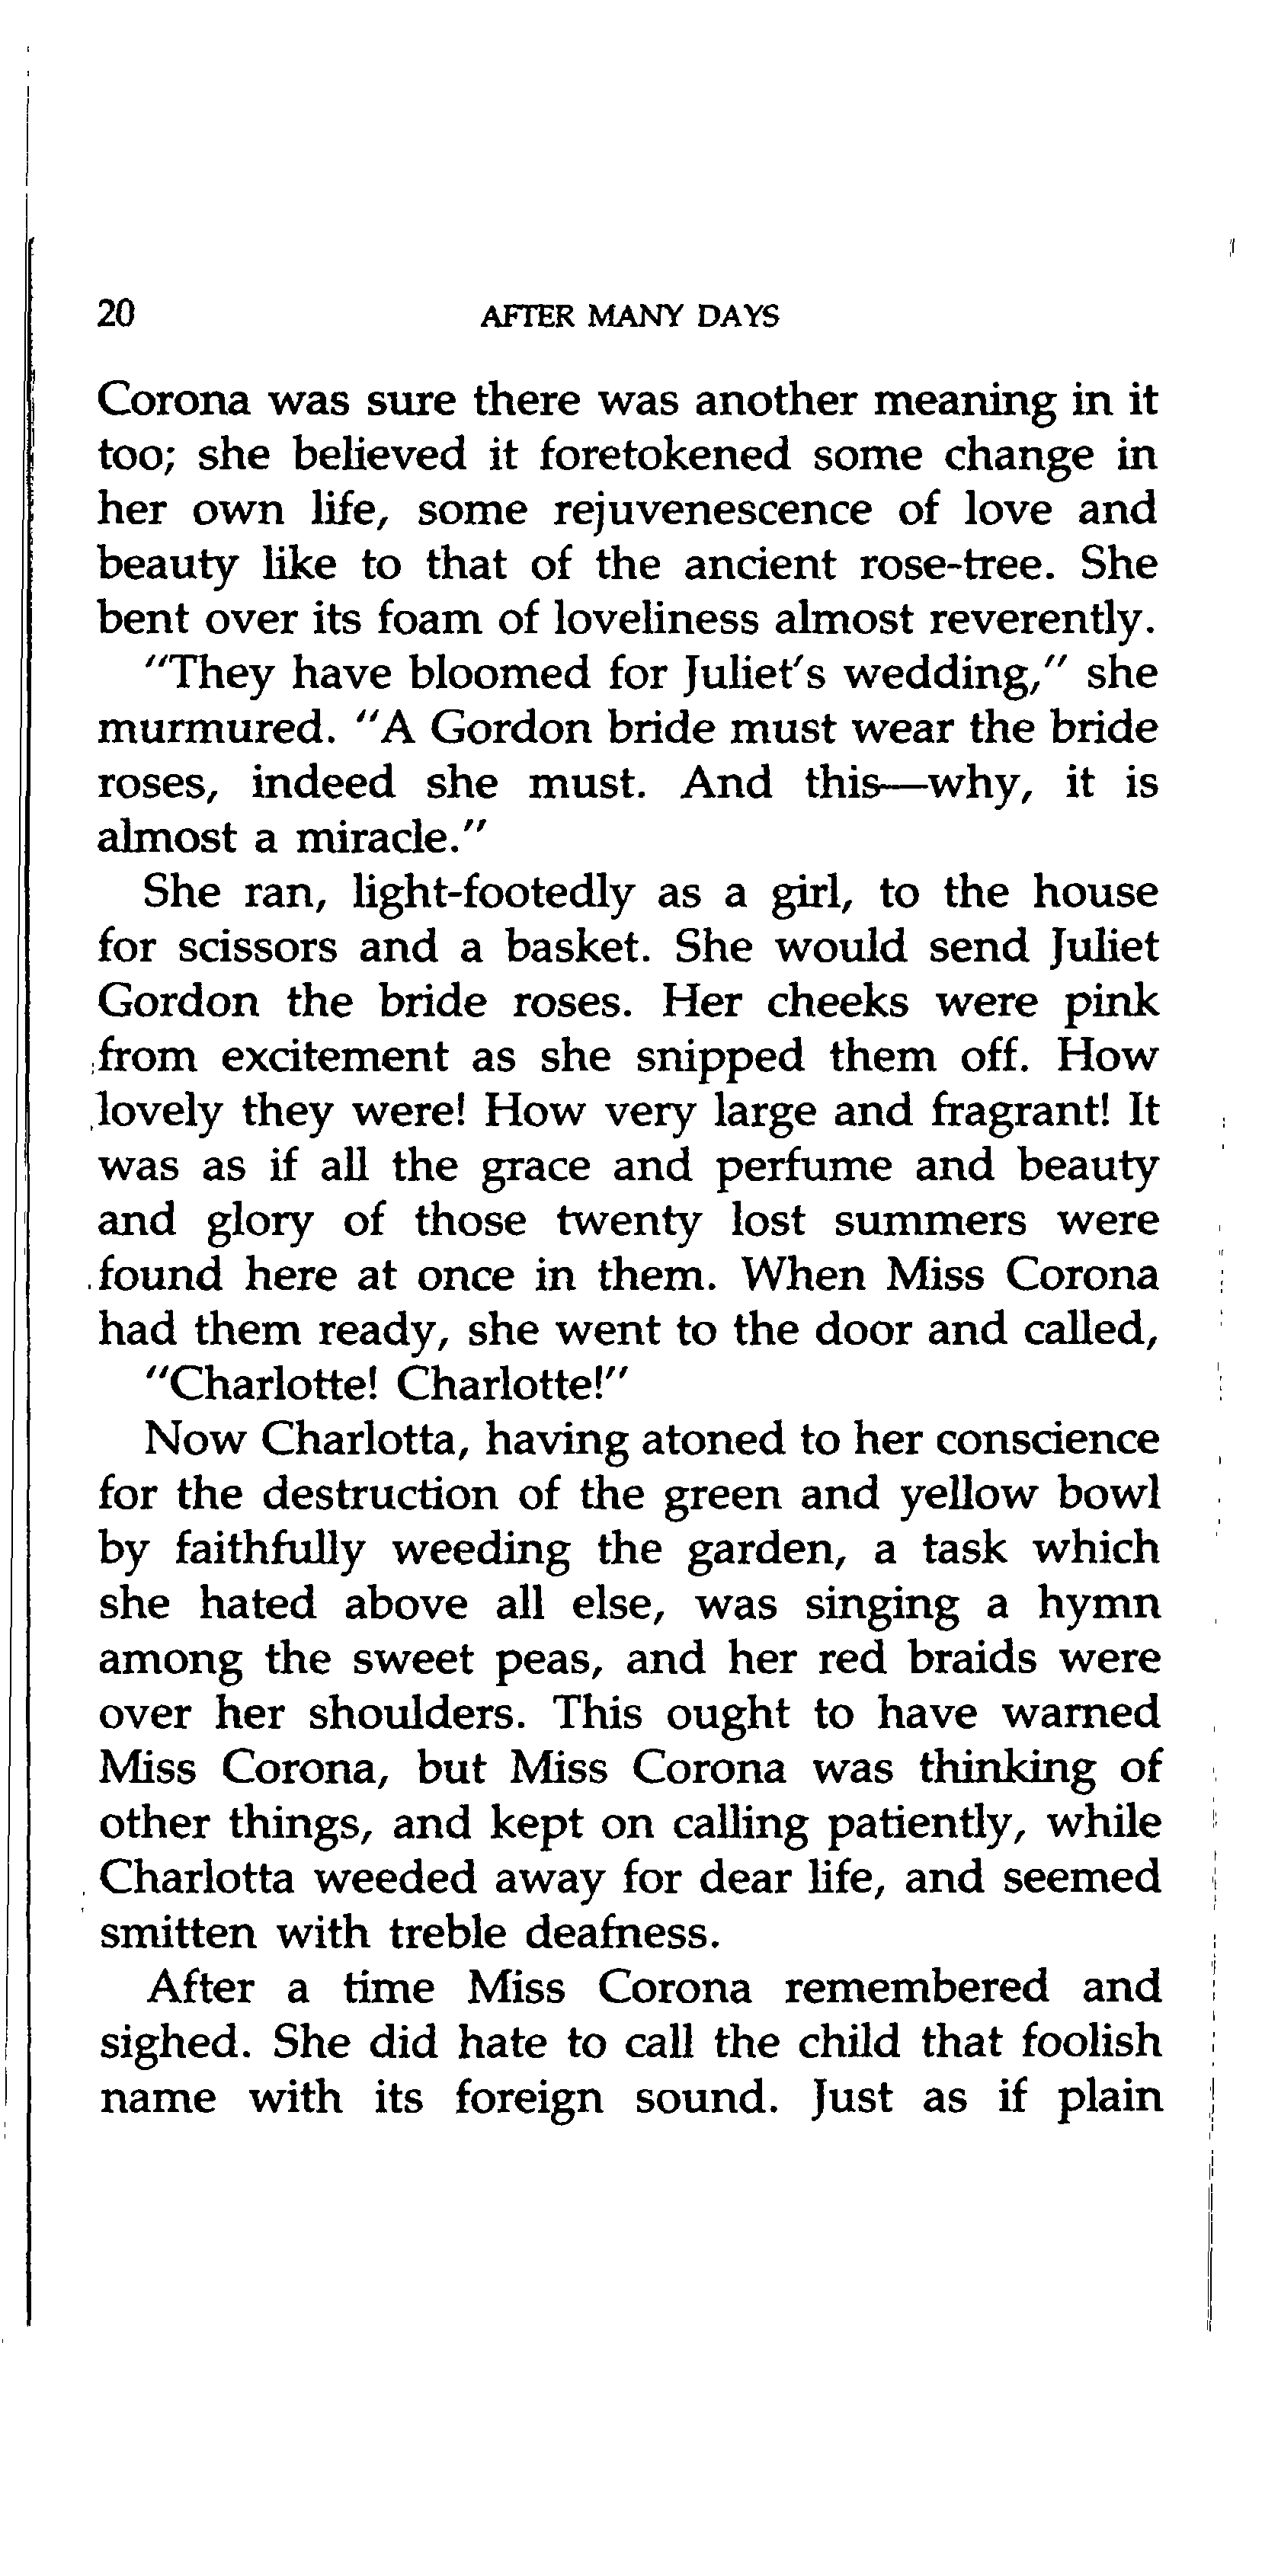 20 AFTER MANY DAYS
Corona was sure there was another meaning in it
too; she believed it foretokened some change in
her own life, some rejuvenescence of love and
beauty like to that of the ancient rose-tree. She
bent over its foam of loveliness almost reverently.
"They have bloomed for Juliet's wedding," she
murmured. "A Gordon bride must wear the bride
roses, indeed she must. And this—why, it is
almost a miracle."
She ran, light-footedly as a girl, to the house
for scissors and a basket. She would send Juliet
Gordon the bride roses. Her cheeks were pink
from excitement as she snipped them off. How
lovely they were! How very large and fragrant! It
was as if all the grace and perfume and beauty
and glory of those twenty lost summers were
found here at once in them. When Miss Corona
had them ready, she went to the door and called,
"Charlotte! Charlotte!"
Now Charlotta, having atoned to her conscience
for the destruction of the green and yellow bowl
by faithfully weeding the garden, a task which
she hated above all else, was singing a hymn
among the sweet peas, and her red braids were
over her shoulders. This ought to have warned
Miss Corona, but Miss Corona was thinking of
other things, and kept on calling patiently, while
Charlotta weeded away for dear life, and seemed
smitten with treble deafness.
After a time Miss Corona remembered and
sighed. She did hate to call the child that foolish
name with its foreign sound. Just as if plain